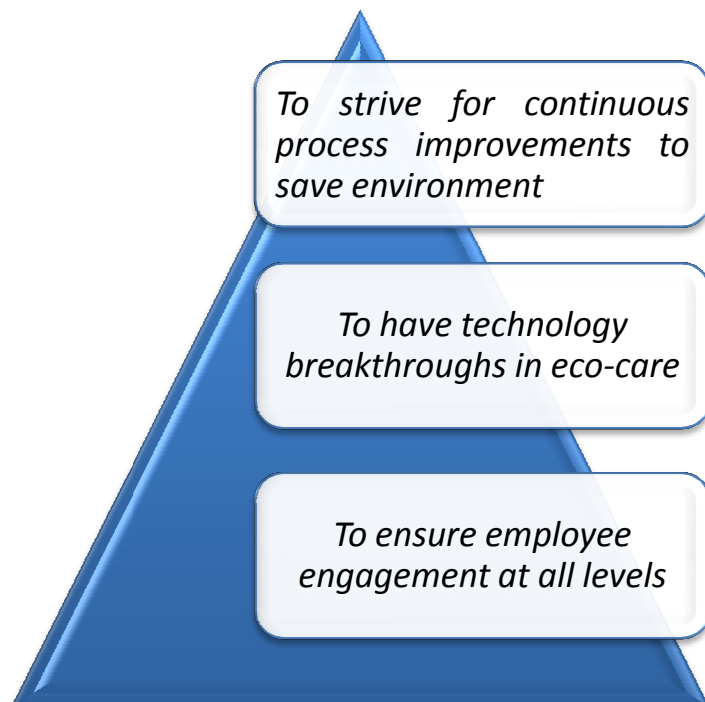 To strive for continuous
process improvements to
save environment
To have technology
breakthroughs in eco-care
To ensure employee
engagement at all levels